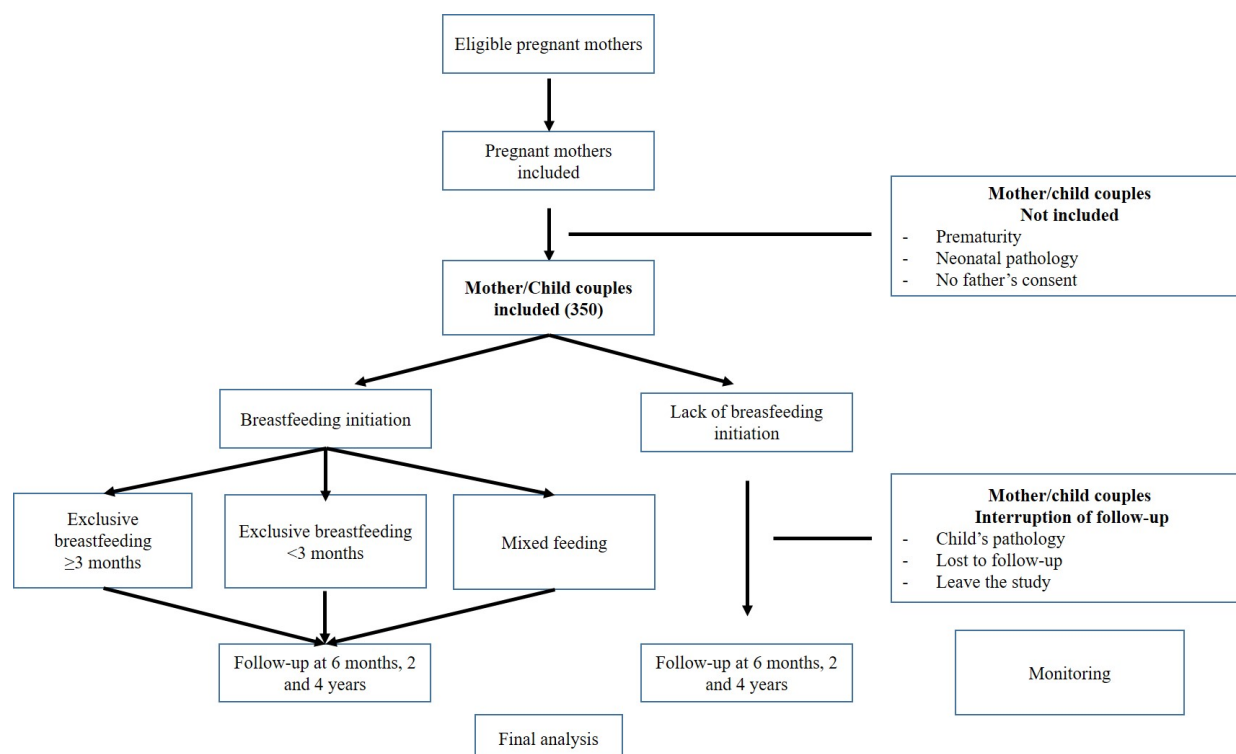 Eligible pregnant mothers
Pregnant mothers
included
Mother/child couples
Not included
- Prematurity
- Neonatal pathology
- No father’s consent
Mother/Child couples
included (350)
Breastfeeding initiation
Lack of breasfeeding
initiation
Exclusive
breastfeeding
≥3 months
Exclusive breastfeeding
<3 months
Mixed feeding
Mother/child couples
Interruption of follow-up
- Child’s pathology
- Lost to follow-up
- Leave the study
Follow-up at 6 months, 2
and 4 years
Follow-up at 6 months, 2
and 4 years
Monitoring
Final analysis